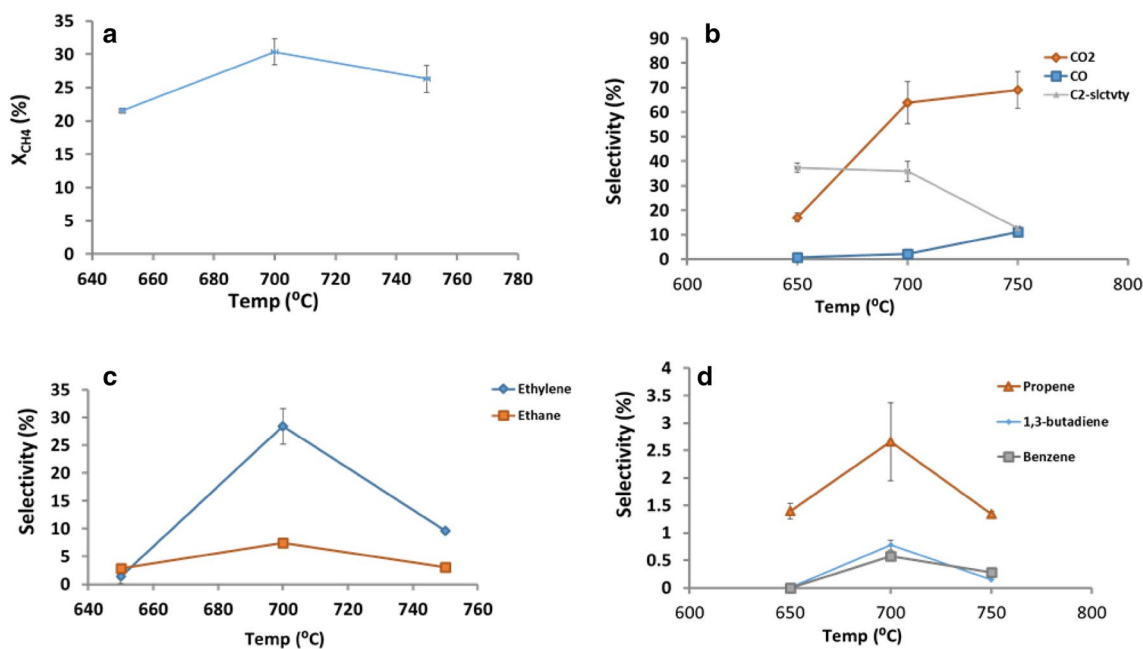 a
35
30
25
20
15
10
5
0
X_CH4 (%)
640 660 680 700 720 740 760 780
Temp (⁰C)
b
90
80
70
60
50
40
30
20
10
0
Selectivity (%)
600 650 700 750 800
Temp (⁰C)
CO2
CO
C2-slctvty
c
35
30
25
20
15
10
5
0
Selectivity (%)
640 660 680 700 720 740 760
Temp (⁰C)
Ethylene
Ethane
d
4
3.5
3
2.5
2
1.5
1
0.5
0
Selectivity (%)
600 650 700 750 800
Temp (⁰C)
Propene
1,3-butadiene
Benzene